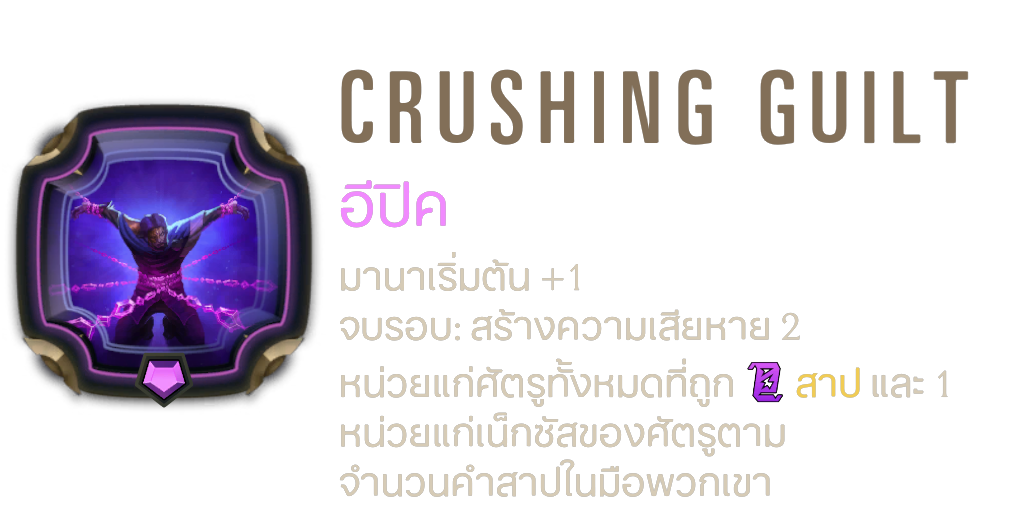 CRUSHING GUILT
อีปิค
มานาเริ่มต้น +1
จบรอบ: สร้างความเสียหาย 2
หน่วยแก่ศัตรูทั้งหมดที่ถูก สาป และ 1
หน่วยแก่เน็กซัสของศัตรูตาม
จำนวนคำสาปในมือพวกเขา